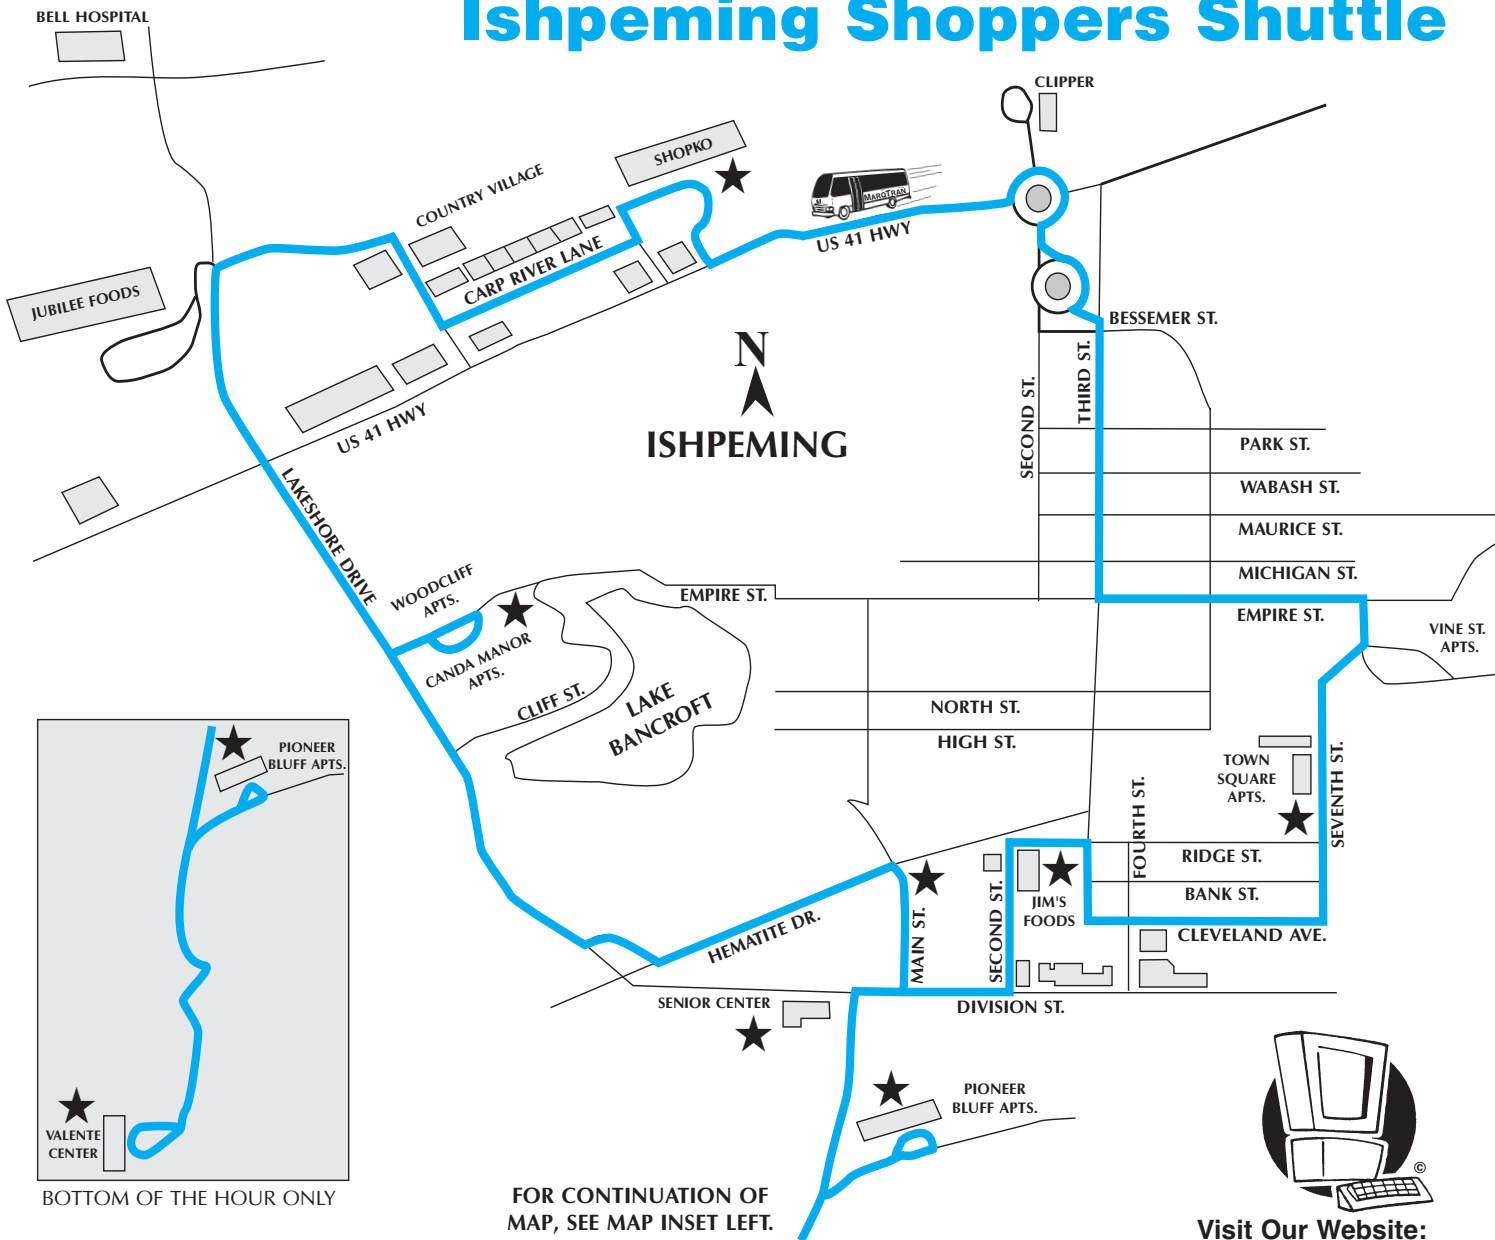 Ishpeming Shoppers Shuttle
BELL HOSPITAL
CLIPPER
SHOPKO
COUNTRY VILLAGE
MARQTRAN
CARP RIVER LANE
US 41 HWY
JUBILEE FOODS
BESSEMER ST.
N
ISHPEMING
THIRD ST.
SECOND ST.
US 41 HWY
PARK ST.
WABASH ST.
MAURICE ST.
MICHIGAN ST.
LAKESHORE DRIVE
WOODCLIFF
APTS.
EMPIRE ST.
EMPIRE ST.
VINE ST.
APTS.
CANDA MANOR
APTS.
CLIFF ST.
LAKE
BANCROFT
NORTH ST.
HIGH ST.
PIONEER
BLUFF APTS.
TOWN
SQUARE
APTS.
SEVENTH ST.
FOURTH ST.
RIDGE ST.
BANK ST.
JIM'S
FOODS
CLEVELAND AVE.
HEMATITE DR.
MAIN ST.
SECOND ST.
SENIOR CENTER
DIVISION ST.
PIONEER
BLUFF APTS.
VALENTE
CENTER
BOTTOM OF THE HOUR ONLY
FOR CONTINUATION OF
MAP, SEE MAP INSET LEFT.
©
Visit Our Website: